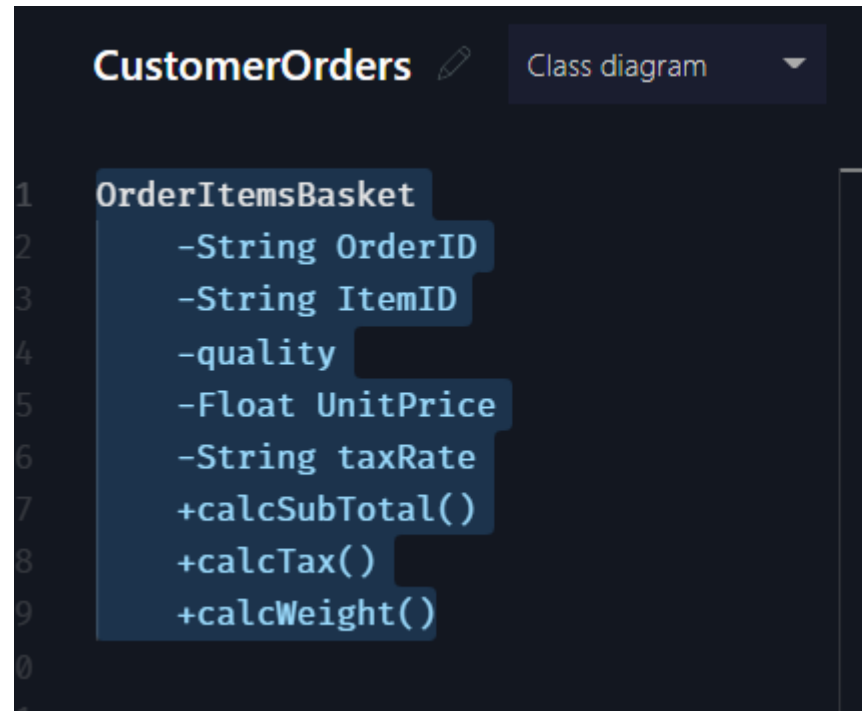 CustomerOrders
Class diagram
1 OrderItemsBasket
2 -String OrderID
3 -String ItemID
4 -quality
5 -Float UnitPrice
6 -String taxRate
7 +calcSubTotal()
8 +calcTax()
9 +calcWeight()
0